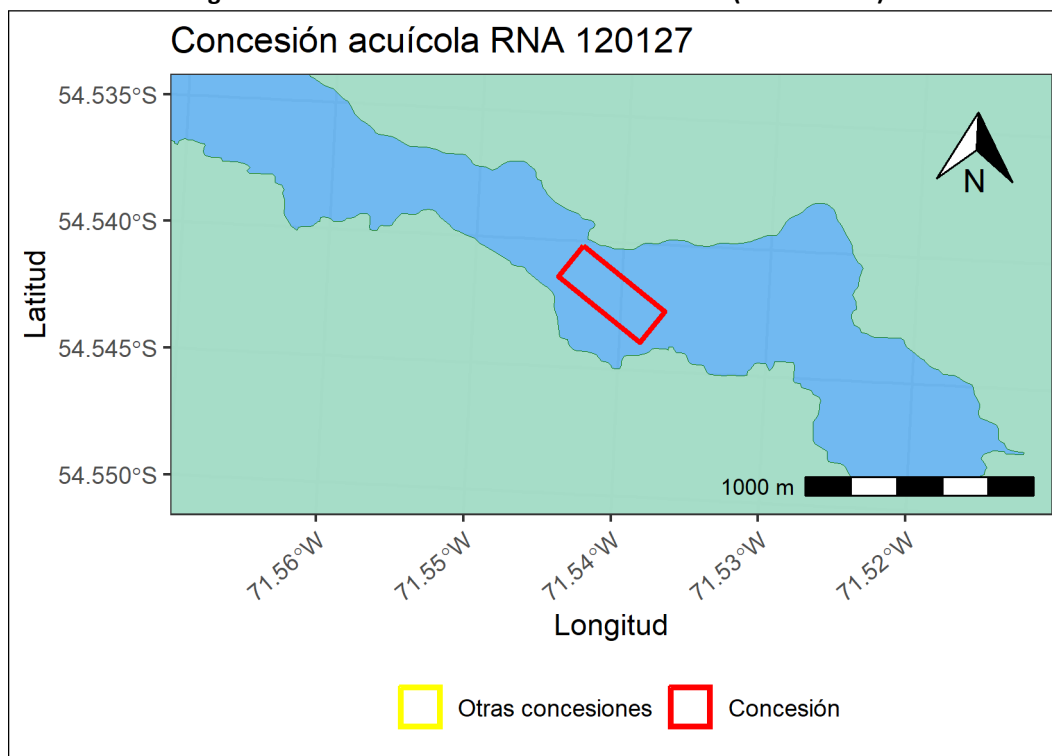 Concesión acuícola RNA 120127
54.535°S
54.540°S
54.545°S
54.550°S
Latitud
N
1000 m
71.56°W
71.55°W
71.54°W
71.53°W
71.52°W
Longitud
Otras concesiones
Concesión